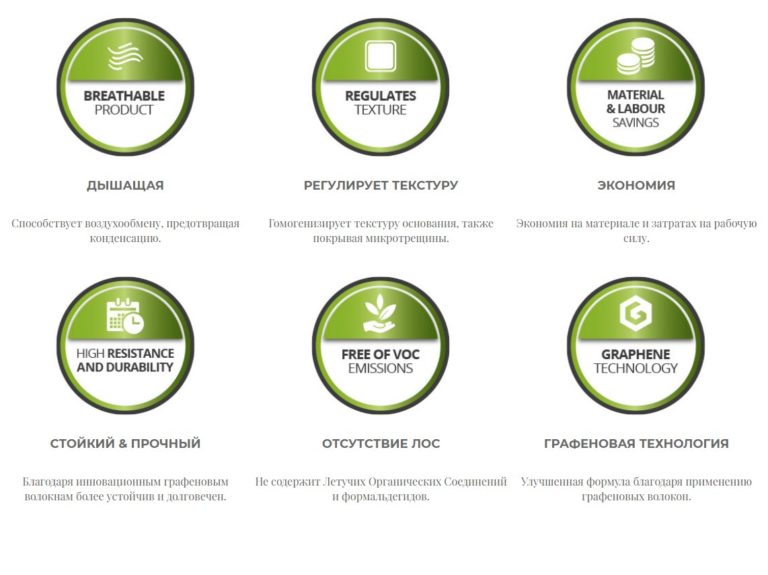 BREATHABLE
PRODUCT
REGULATES
TEXTURE
MATERIAL
& LABOUR
SAVINGS
ДЫШАЩАЯ
РЕГУЛИРУЕТ ТЕКСТУРУ
ЭКОНОМИЯ
Способствует воздухообмену, предотвращая
конденсацию.
Гомогенизирует текстуру основания, также
покрывая микротрещины.
Экономия на материале и затратах на рабочую
силу.
HIGH RESISTANCE
AND DURABILITY
FREE OF VOC
EMISSIONS
GRAPHENE
TECHNOLOGY
СТОЙКИЙ & ПРОЧНЫЙ
ОТСУТСТВИЕ ЛОС
ГРАФЕНОВАЯ ТЕХНОЛОГИЯ
Благодаря инновационным графеновым
волокнам более устойчив и долговечен.
Не содержит Летучих Органических Соединений
и формальдегидов.
Улучшенная формула благодаря применению
графеновых волокон.